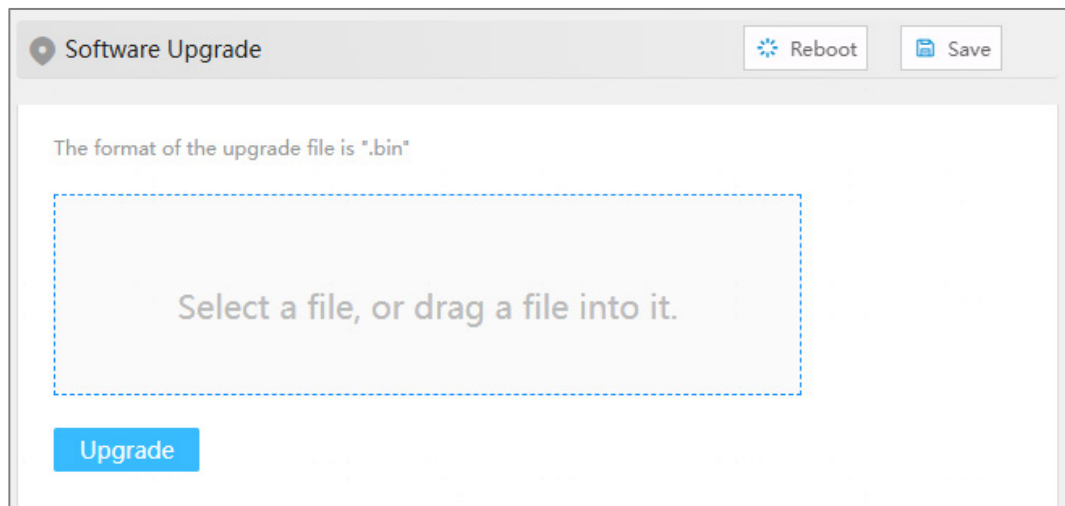 Software Upgrade
Reboot
Save
The format of the upgrade file is ".bin"
Select a file, or drag a file into it.
Upgrade